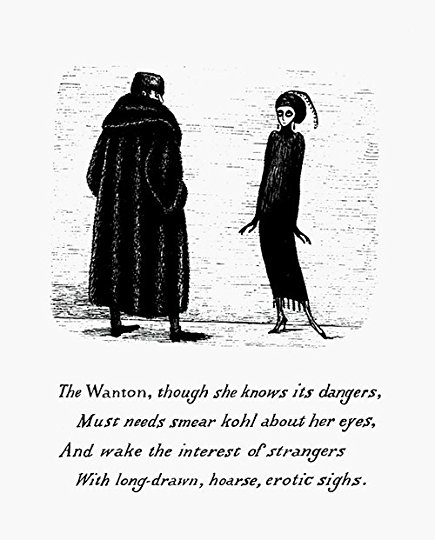 The Wanton, though she knows its dangers,
Must needs smear kohl about her eyes,
And wake the interest of strangers
With long-drawn, hoarse, erotic sighs.